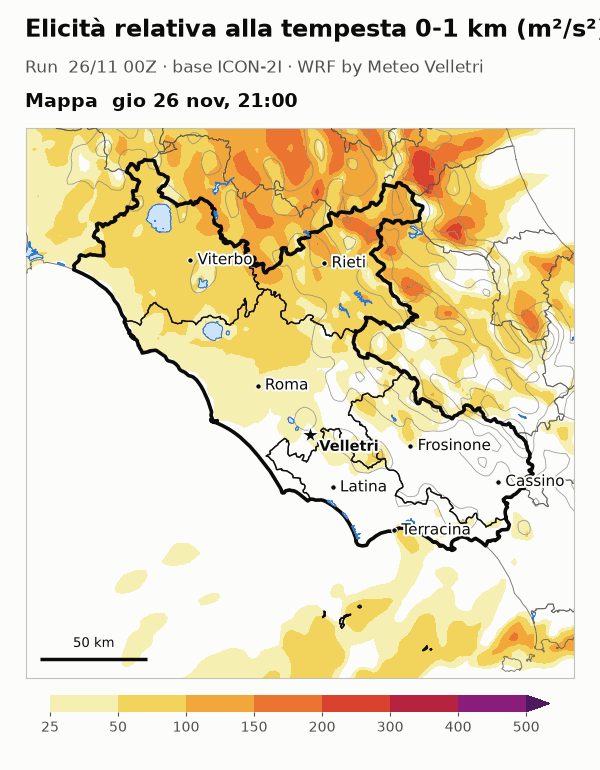 Elicità relativa alla tempesta 0-1 km (m²/s²)
Run 26/11 00Z · base ICON-2I · WRF by Meteo Velletri
Mappa gio 26 nov, 21:00
Viterbo
Rieti
Roma
Velletri
Frosinone
Latina
Cassino
Terracina
50 km
25 50 100 150 200 300 400 500